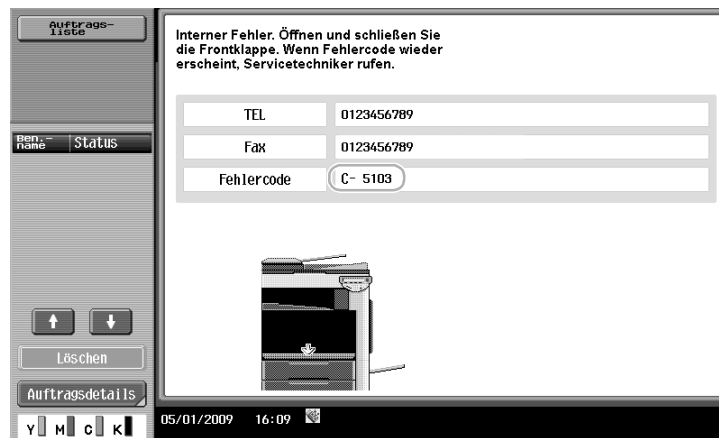 Auftrags-
liste
Interner Fehler. Öffnen und schließen Sie
die Frontklappe. Wenn Fehlercode wieder
erscheint, Servicetechniker rufen.
TEL 0123456789
Fax 0123456789
Fehlercode C- 5103
Ben.-
name Status
Löschen
Auftragsdetails
Y M C K
05/01/2009 16:09